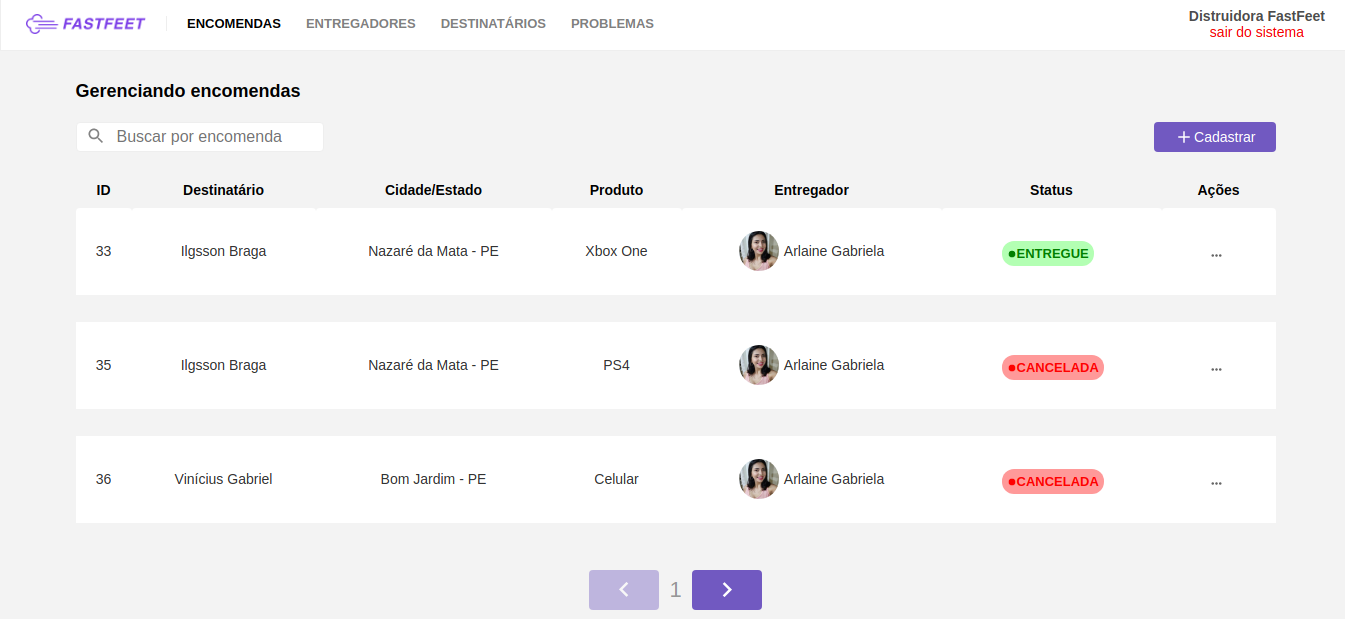 FASTFEET ENCOMENDAS ENTREGADORES DESTINATÁRIOS PROBLEMAS Distruidora FastFeet
sair do sistema
Gerenciando encomendas
Buscar por encomenda + Cadastrar
ID Destinatário Cidade/Estado Produto Entregador Status Ações
33 Ilgsson Braga Nazaré da Mata - PE Xbox One Arlaine Gabriela ENTREGUE ...
35 Ilgsson Braga Nazaré da Mata - PE PS4 Arlaine Gabriela CANCELADA ...
36 Vinícius Gabriel Bom Jardim - PE Celular Arlaine Gabriela CANCELADA ...
1